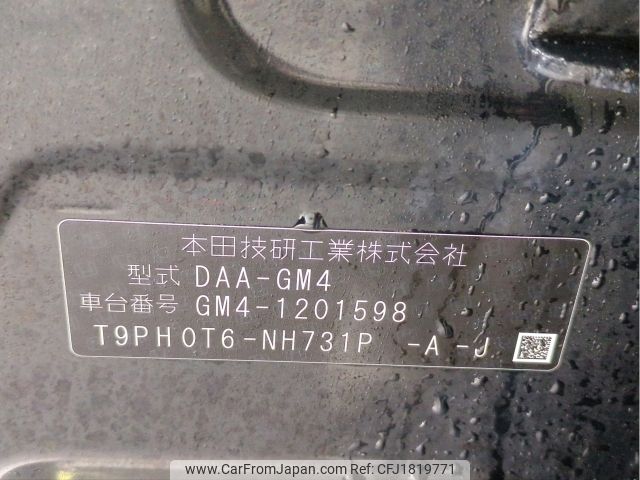 本田技研工業株式会社
型式 DAA-GM4
車台番号 GM4-1201598
T9PH0T6-NH731P -A -J
www.CarFromJapan.com | Ref: CFJ1819771